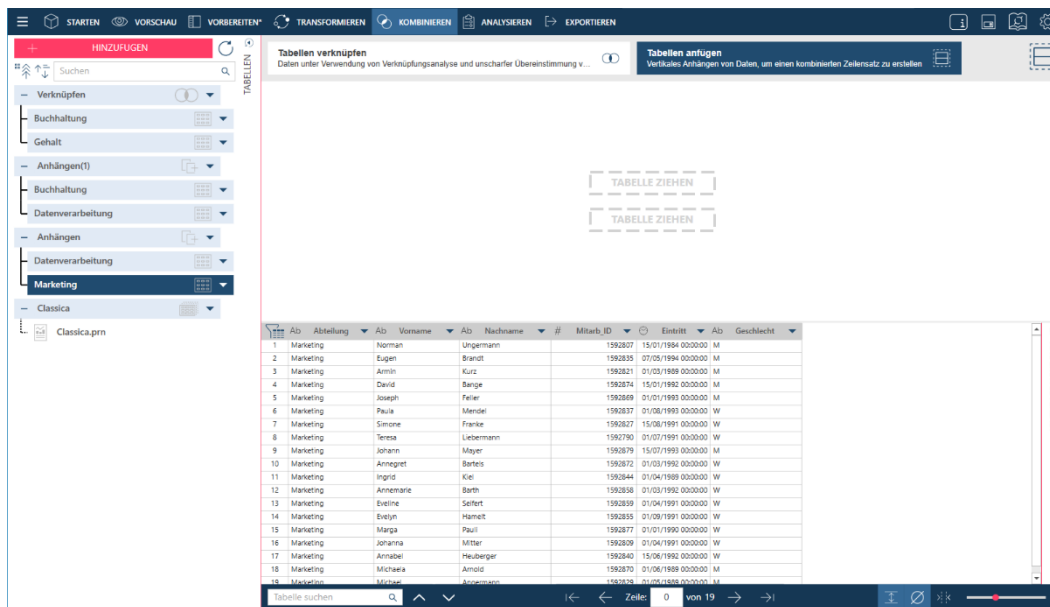 STARTEN VORSCHAU VORBEREITEN* TRANSFORMIEREN KOMBINIEREN ANALYSIEREN EXPORTIEREN
HINZUFÜGEN
Suchen
TABELLEN
Verknüpfen
Buchhaltung
Gehalt
Anhängen(1)
Buchhaltung
Datenverarbeitung
Anhängen
Datenverarbeitung
Marketing
Classica
Classica.prn
Tabellen verknüpfen
Daten unter Verwendung von Verknüpfungsanalyse und unscharfer Übereinstimmung v...
Tabellen anfügen
Vertikales Anhängen von Daten, um einen kombinierten Zeilensatz zu erstellen
TABELLE ZIEHEN
TABELLE ZIEHEN
Ab Abteilung Ab Vorname Ab Nachname # Mitarb_ID Eintritt Ab Geschlecht
1 Marketing Norman Ungermann 1592807 15/01/1984 00:00:00 M
2 Marketing Eugen Brandt 1592835 07/05/1994 00:00:00 M
3 Marketing Armin Kurz 1592821 01/03/1989 00:00:00 M
4 Marketing David Bange 1592874 15/01/1992 00:00:00 M
5 Marketing Joseph Feller 1592869 01/01/1993 00:00:00 M
6 Marketing Paula Mendel 1592837 01/08/1993 00:00:00 W
7 Marketing Simone Franke 1592827 15/08/1991 00:00:00 W
8 Marketing Teresa Liebermann 1592790 01/07/1991 00:00:00 W
9 Marketing Johann Mayer 1592879 15/07/1993 00:00:00 M
10 Marketing Annegret Bartels 1592872 01/03/1992 00:00:00 W
11 Marketing Ingrid Kiel 1592844 01/04/1989 00:00:00 W
12 Marketing Annemarie Barth 1592858 01/03/1992 00:00:00 W
13 Marketing Eveline Seifert 1592859 01/04/1991 00:00:00 W
14 Marketing Evelyn Hamelt 1592855 01/09/1991 00:00:00 W
15 Marketing Marga Pauli 1592877 01/01/1990 00:00:00 W
16 Marketing Johanna Mitter 1592809 01/04/1991 00:00:00 W
17 Marketing Annabel Heuberger 1592840 15/06/1992 00:00:00 W
18 Marketing Michaela Arnold 1592870 01/06/1989 00:00:00 M
19 Marketing Michael Angermann 1592829 01/05/1989 00:00:00 M
Tabelle suchen Zeile: 0 von 19